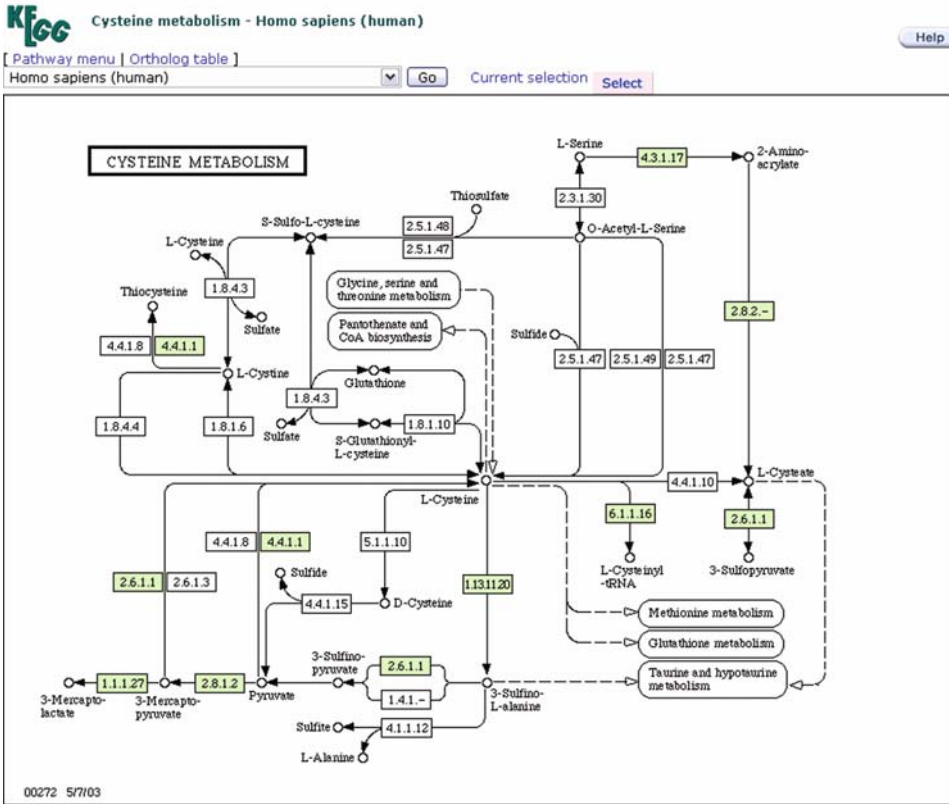 KEGG
Cysteine metabolism - Homo sapiens (human)
Help
[ Pathway menu | Ortholog table ]
Homo sapiens (human)
Go
Current selection
Select
CYSTEINE METABOLISM
L-Serine
4.3.1.17
2-Amino-
acrylate
2.3.1.30
Thiosulfate
S-Sulfo-L-cysteine
2.5.1.48
2.5.1.47
O-Acetyl-L-Serine
L-Cysteine
1.8.4.3
Sulfate
Thiocysteine
4.4.1.8
4.4.1.1
L-Cystine
Glycine, serine and
threonine metabolism
Pantothenate and
CoA biosynthesis
Sulfide
2.5.1.47
2.5.1.49
2.5.1.47
2.8.2.-
Glutathione
1.8.4.3
Sulfate
1.8.4.4
1.8.1.6
S-Glutathionyl-
L-cysteine
1.8.1.10
L-Cysteine
4.4.1.10
L-Cysteate
6.1.1.16
2.6.1.1
L-Cysteinyl
-tRNA
3-Sulfopyruvate
4.4.1.8
4.4.1.1
5.1.1.10
1.13.11.20
2.6.1.1
2.6.1.3
Sulfide
4.4.1.15
D-Cysteine
Methionine metabolism
Glutathione metabolism
Taurine and hypotaurine
metabolism
3-Sulfino-
pyruvate
2.6.1.1
1.4.1.-
3-Sulfino-
L-alanine
1.1.1.27
2.8.1.2
Pyruvate
3-Mercapto-
lactate
3-Mercapto-
pyruvate
Sulfite
4.1.1.12
L-Alanine
00272 5/7/03